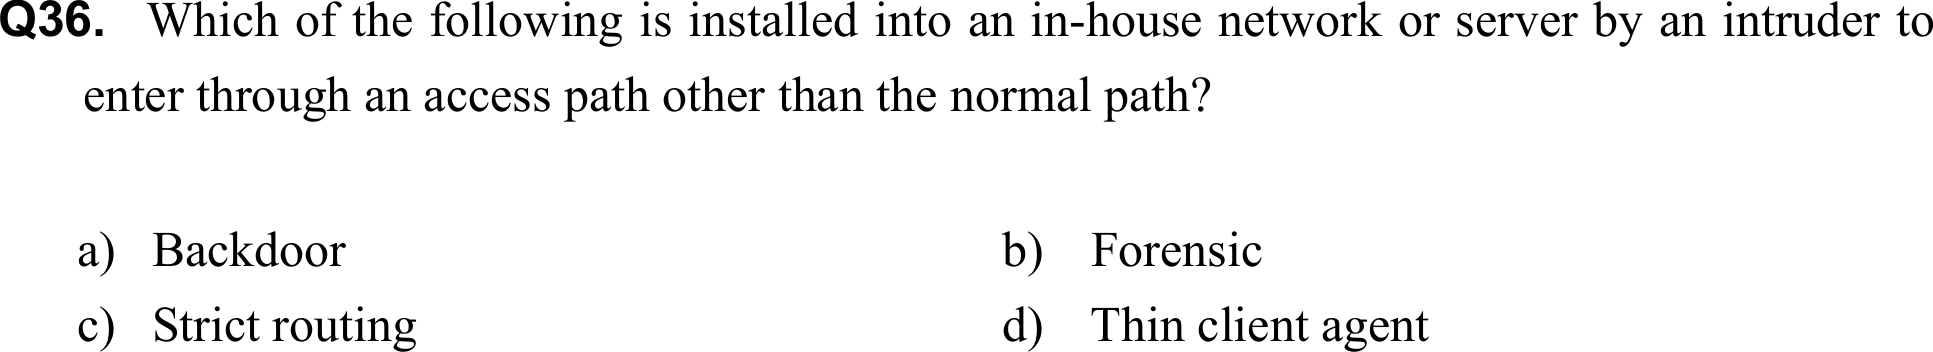 Q36. Which of the following is installed into an in-house network or server by an intruder to
enter through an access path other than the normal path?
a) Backdoor b) Forensic
c) Strict routing d) Thin client agent